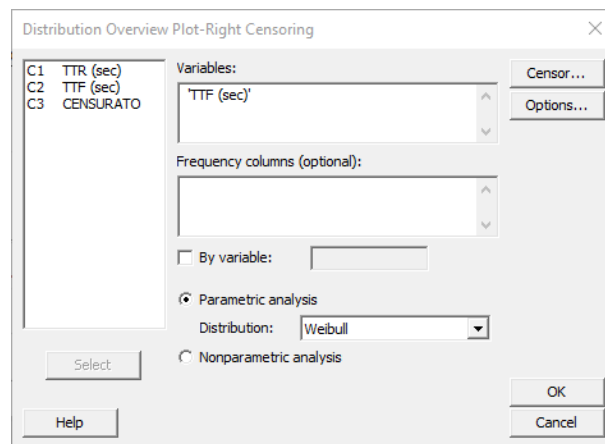 Distribution Overview Plot-Right Censoring
C1 TTR (sec)
C2 TTF (sec)
C3 CENSURATO
Variables:
'TTF (sec)'
Censor...
Options...
Frequency columns (optional):
By variable:
Parametric analysis
Distribution: Weibull
Nonparametric analysis
Select
Help
OK
Cancel